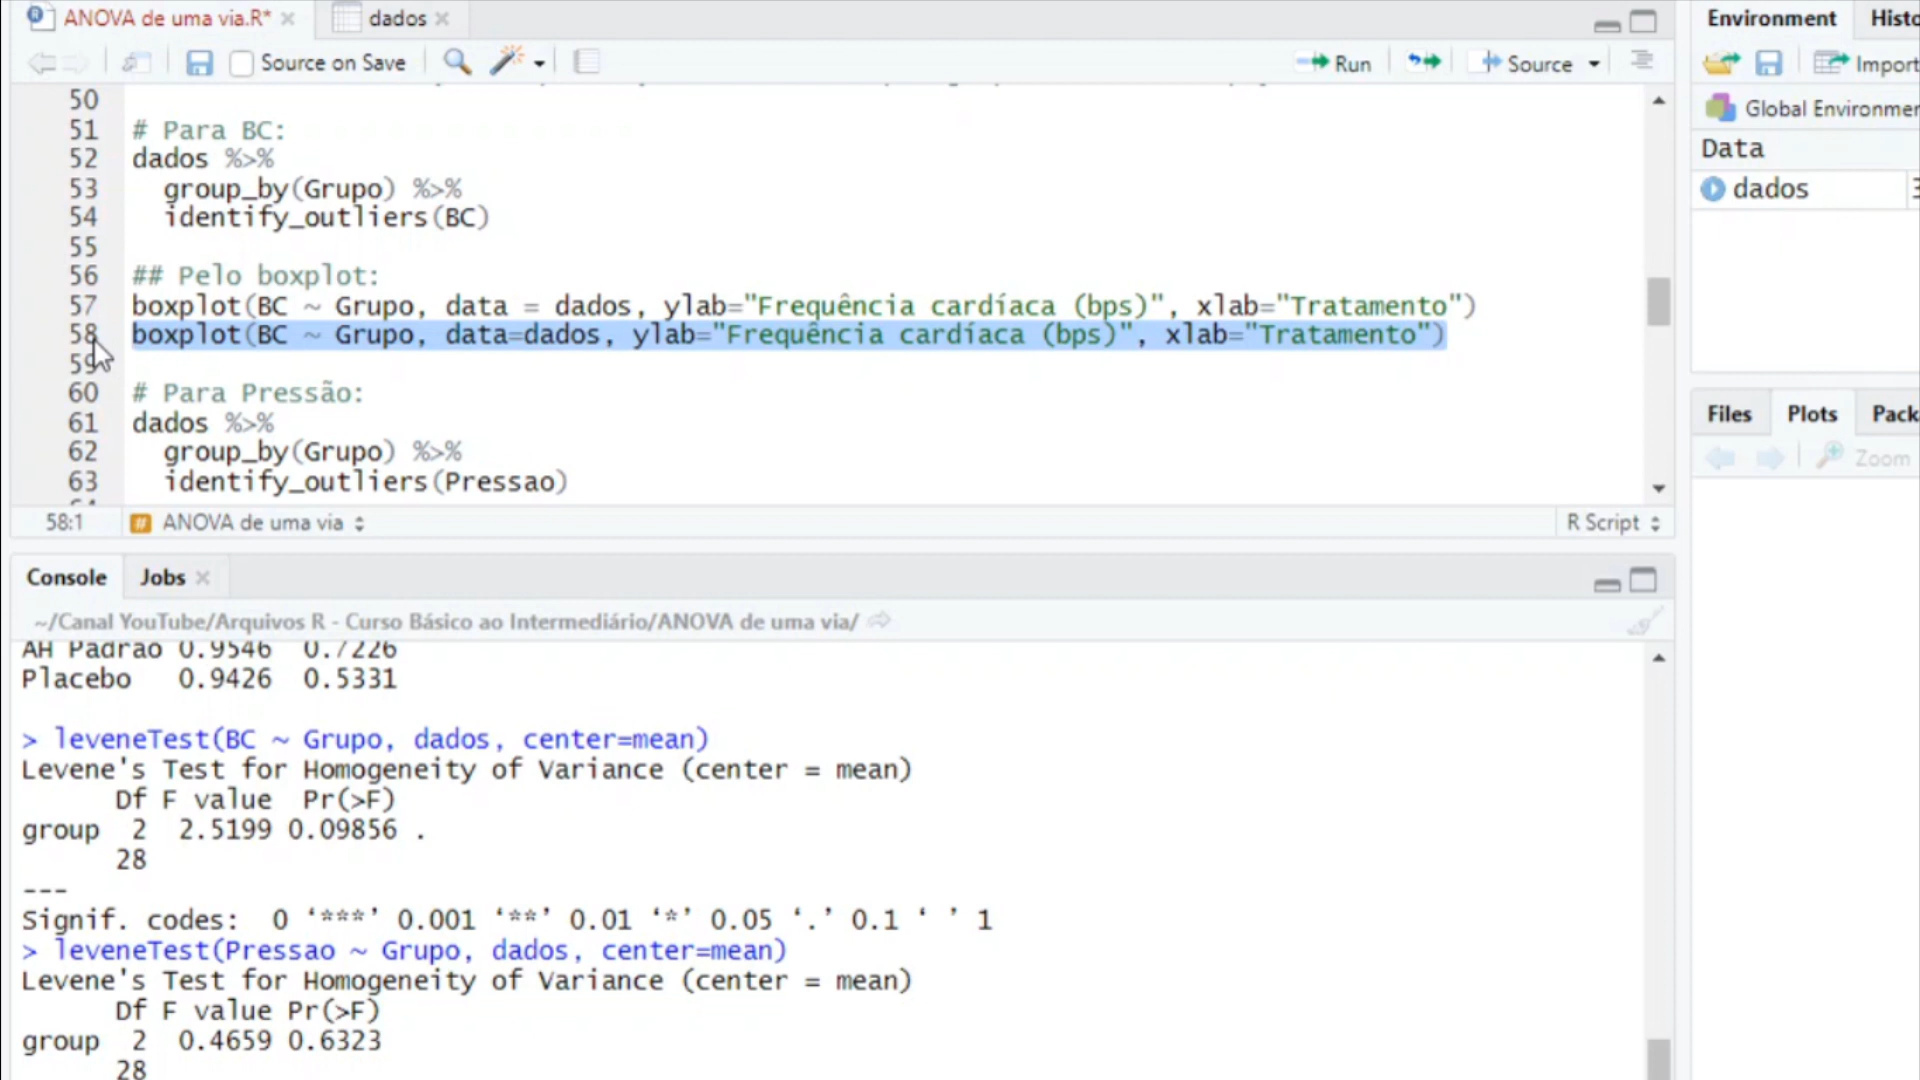 ANOVA de uma via.R* dados
Source on Save Run Source
50
51 # Para BC:
52 dados %>%
53 group_by(Grupo) %>%
54 identify_outliers(BC)
55
56 ## Pelo boxplot:
57 boxplot(BC ~ Grupo, data = dados, ylab="Frequência cardíaca (bps)", xlab="Tratamento")
58 boxplot(BC ~ Grupo, data=dados, ylab="Frequência cardíaca (bps)", xlab="Tratamento")
59
60 # Para Pressão:
61 dados %>%
62 group_by(Grupo) %>%
63 identify_outliers(Pressao)
58:1 # ANOVA de uma via R Script
Console Jobs
~/Canal YouTube/Arquivos R - Curso Básico ao Intermediário/ANOVA de uma via/
AH Padrão 0.9546 0.7226
Placebo 0.9426 0.5331
> leveneTest(BC ~ Grupo, dados, center=mean)
Levene's Test for Homogeneity of Variance (center = mean)
Df F value Pr(>F)
group 2 2.5199 0.09856 .
28
---
Signif. codes: 0 ‘***’ 0.001 ‘**’ 0.01 ‘*’ 0.05 ‘.’ 0.1 ‘ ’ 1
> leveneTest(Pressao ~ Grupo, dados, center=mean)
Levene's Test for Homogeneity of Variance (center = mean)
Df F value Pr(>F)
group 2 0.4659 0.6323
28
Environment Histo
Import
Global Environmen
Data
dados 3
Files Plots Pack
Zoom